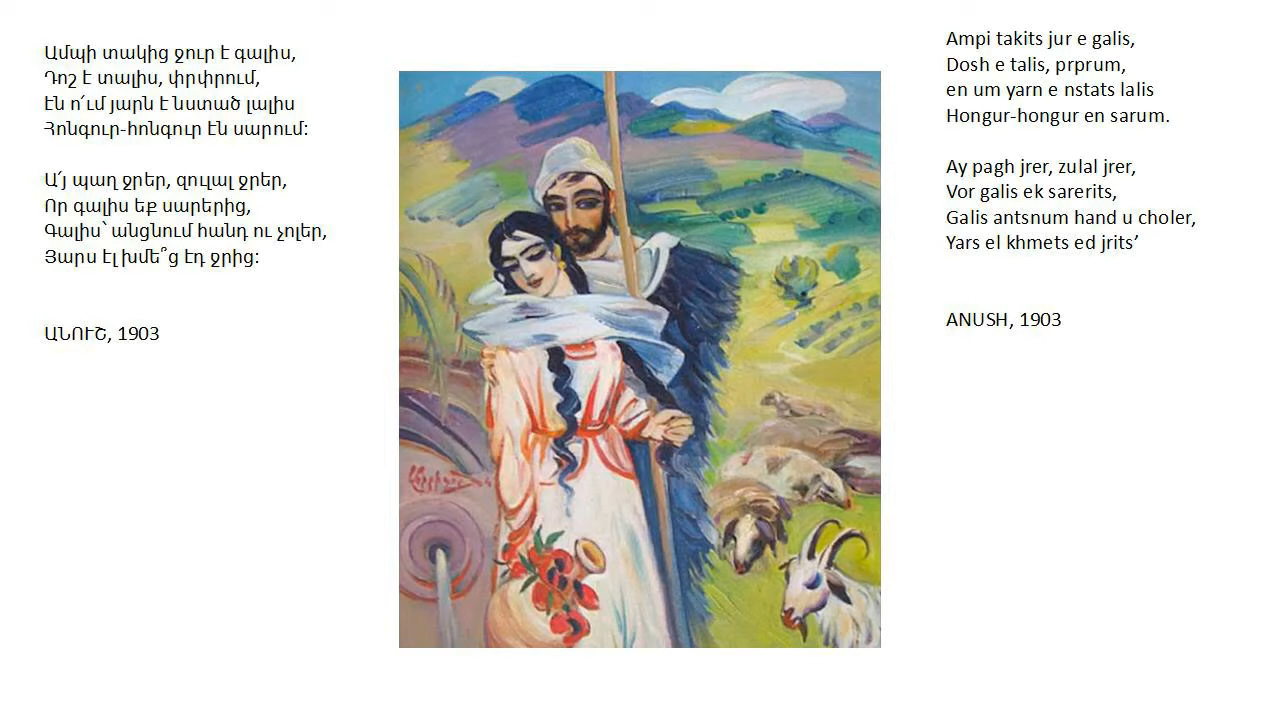 Ամպի տակից ջուր է գալիս,
Դոշ է տալիս, փրփրում,
Էն ո՛ւմ յարն է նստած լալիս
Հոնգուր-հոնգուր էն սարում:
Ա՛յ պաղ ջրեր, զուլալ ջրեր,
Որ գալիս եք սարերից,
Գալիս՝ անցնում հանդ ու չոլեր,
Յարս էլ խմե՞ց էդ ջրից:
ԱՆՈՒՇ, 1903
Ampi takits jur e galis,
Dosh e talis, prprum,
en um yarn e nstats lalis
Hongur-hongur en sarum.
Ay pagh jrer, zulal jrer,
Vor galis ek sarerits,
Galis antsnum hand u choler,
Yars el khmets ed jrits’
ANUSH, 1903